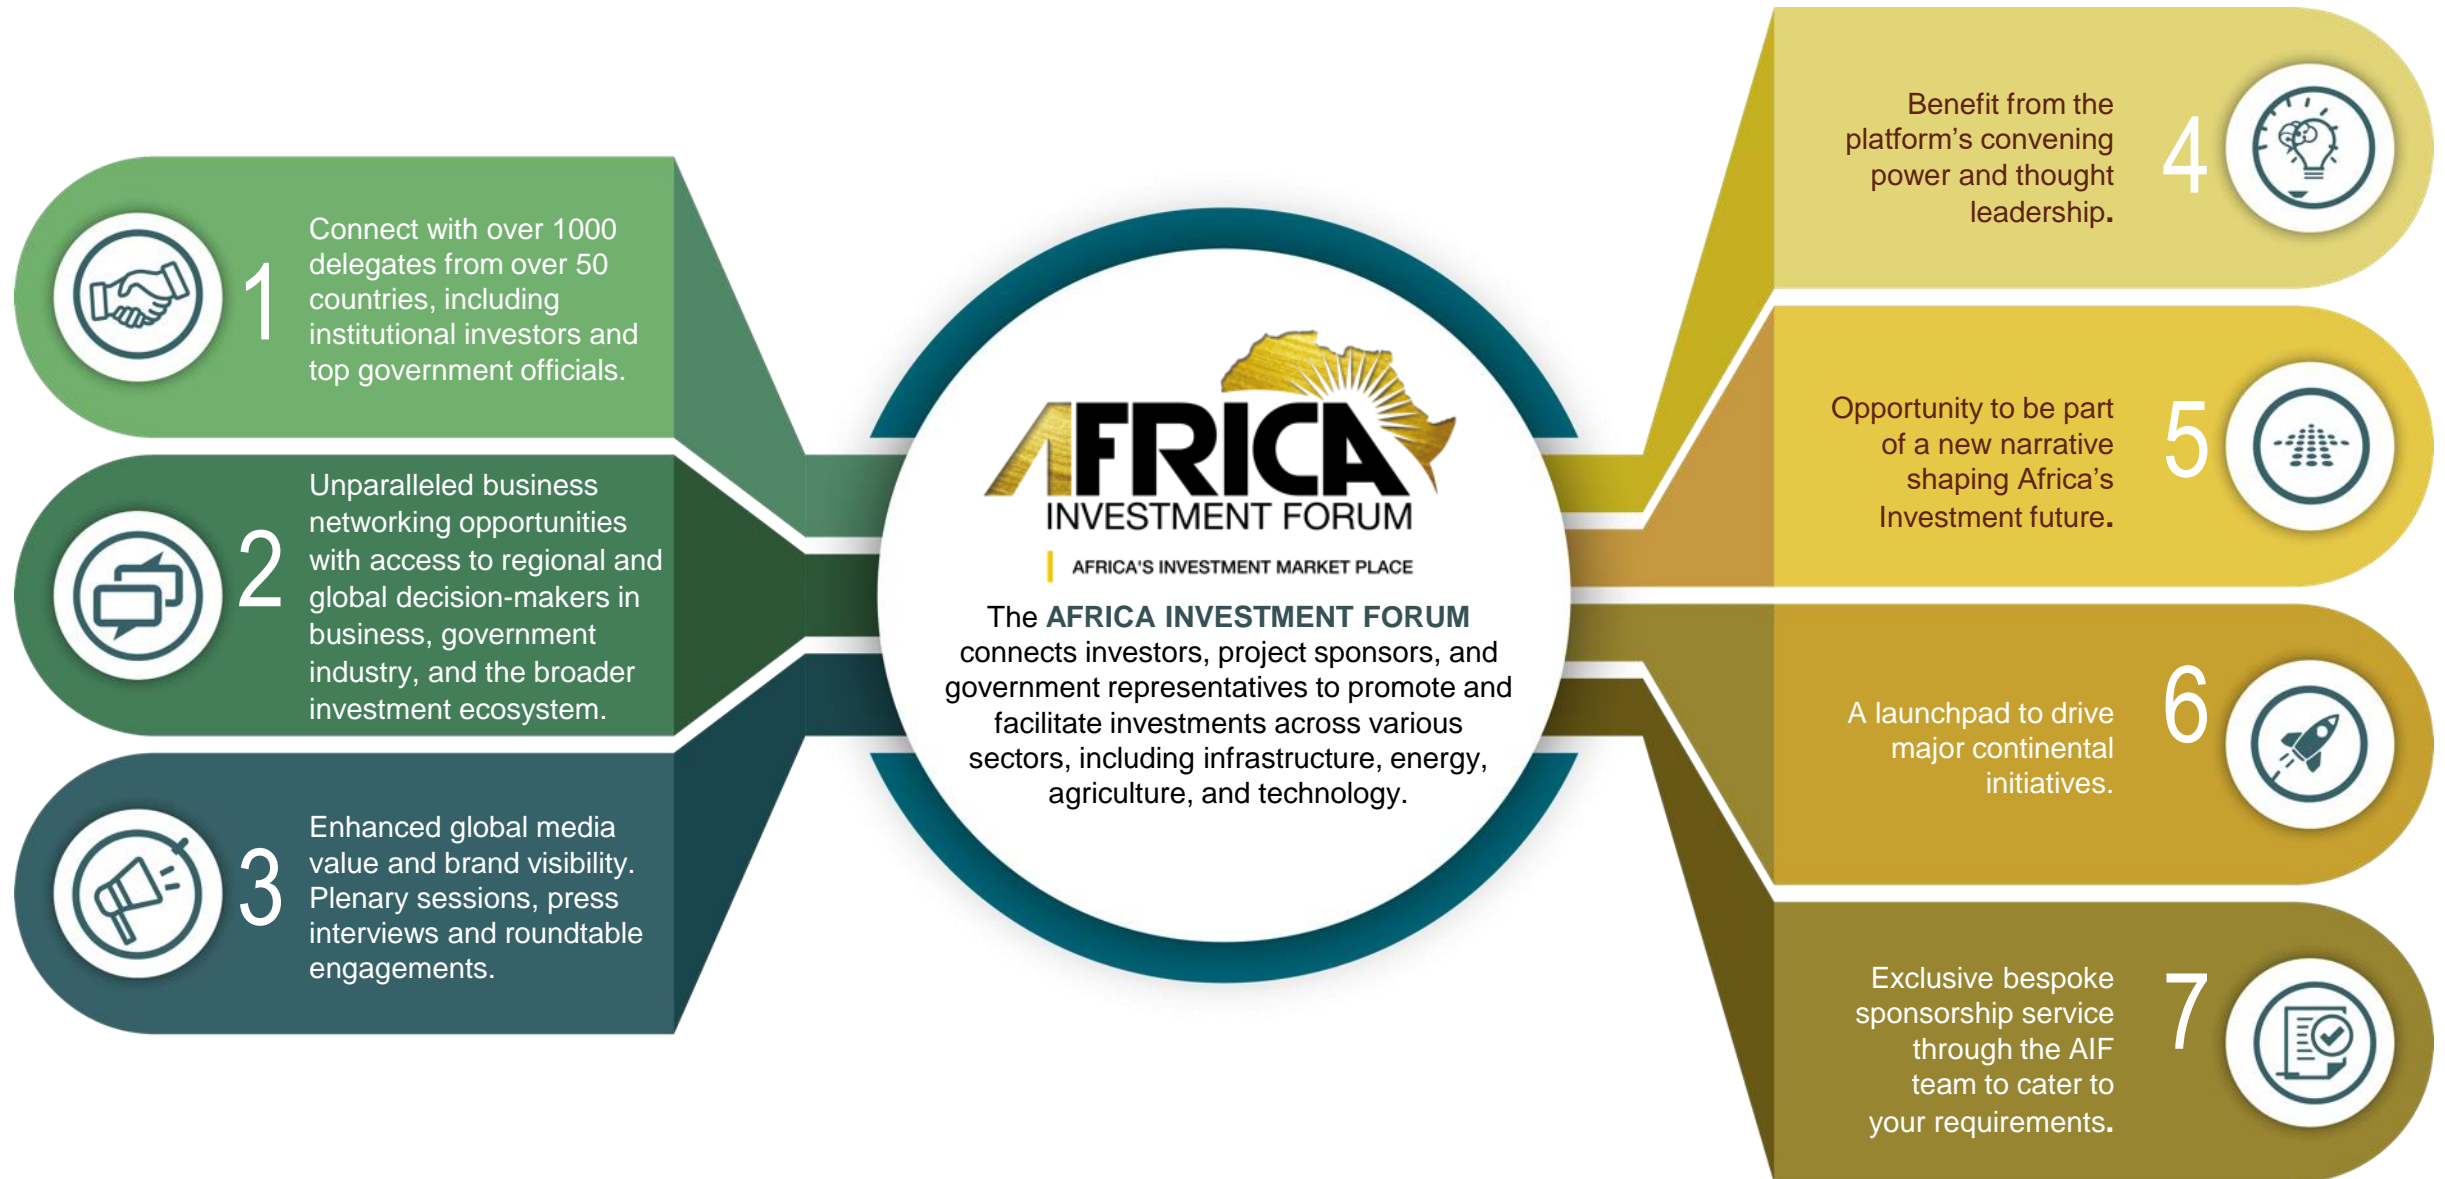 1
Connect with over 1000
delegates from over 50
countries, including
institutional investors and
top government officials.
2
Unparalleled business
networking opportunities
with access to regional and
global decision-makers in
business, government
industry, and the broader
investment ecosystem.
3
Enhanced global media
value and brand visibility.
Plenary sessions, press
interviews and roundtable
engagements.
AFRICA
INVESTMENT FORUM
AFRICA'S INVESTMENT MARKET PLACE
The AFRICA INVESTMENT FORUM
connects investors, project sponsors, and
government representatives to promote and
facilitate investments across various
sectors, including infrastructure, energy,
agriculture, and technology.
Benefit from the
platform’s convening
power and thought
leadership.
4
Opportunity to be part
of a new narrative
shaping Africa’s
Investment future.
5
A launchpad to drive
major continental
initiatives.
6
Exclusive bespoke
sponsorship service
through the AIF
team to cater to
your requirements.
7